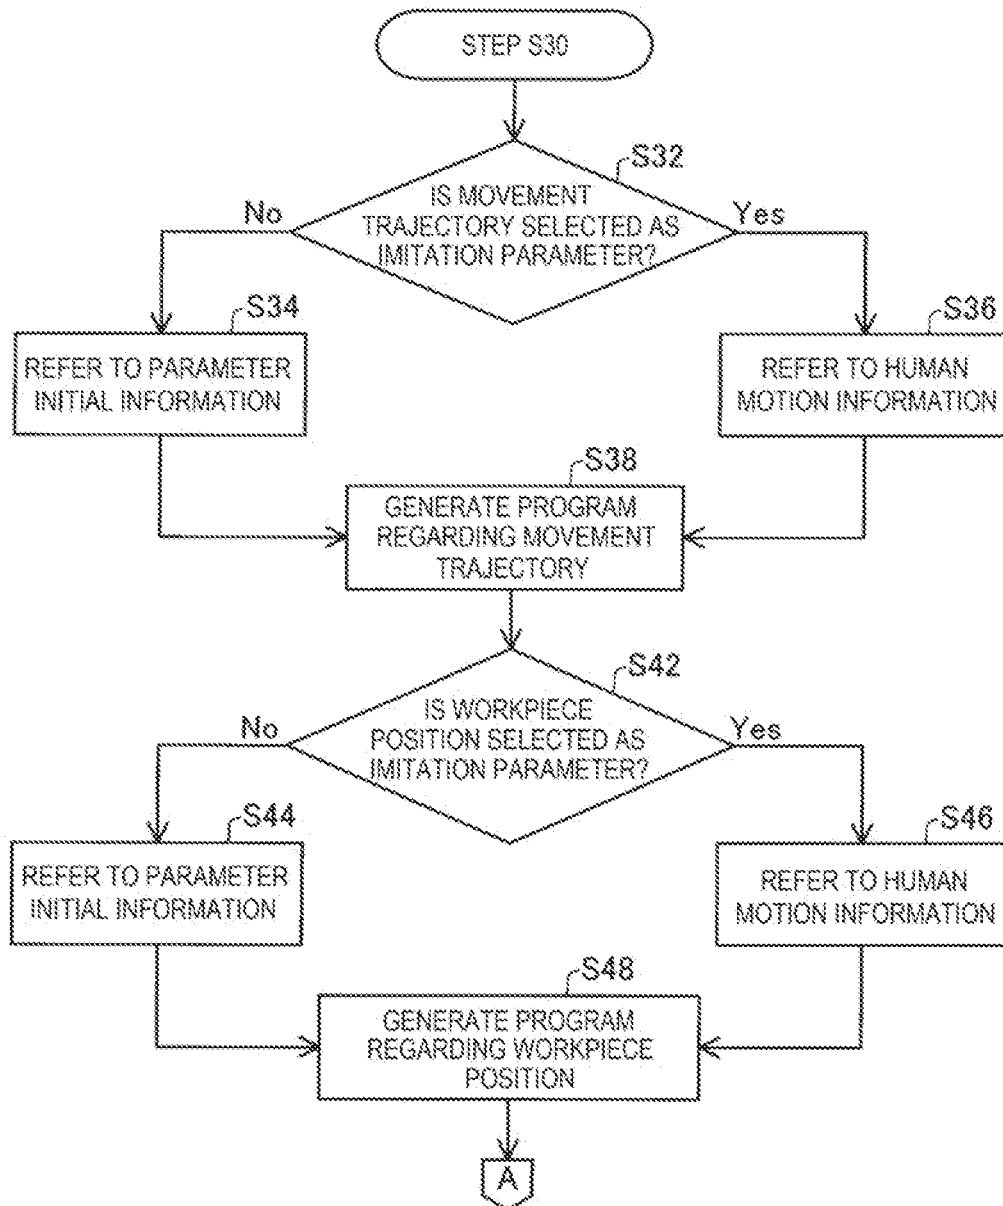 STEP S30
S32
IS MOVEMENT
TRAJECTORY SELECTED AS
IMITATION PARAMETER?
No
Yes
S34
REFER TO PARAMETER
INITIAL INFORMATION
S36
REFER TO HUMAN
MOTION INFORMATION
S38
GENERATE PROGRAM
REGARDING MOVEMENT
TRAJECTORY
S42
IS WORKPIECE
POSITION SELECTED AS
IMITATION PARAMETER?
No
Yes
S44
REFER TO PARAMETER
INITIAL INFORMATION
S46
REFER TO HUMAN
MOTION INFORMATION
S48
GENERATE PROGRAM
REGARDING WORKPIECE
POSITION
A